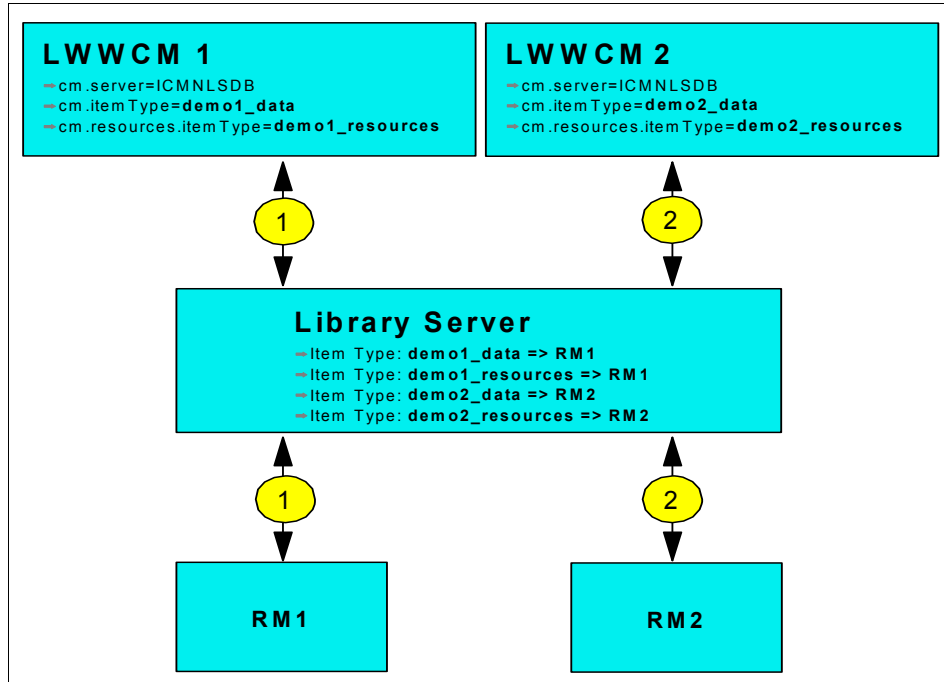 LWWCM 1
⇒cm.server=ICMNLSDB
⇒cm.itemType=demo1_data
⇒cm.resources.itemType=demo1_resources
LWWCM 2
⇒cm.server=ICMNLSDB
⇒cm.itemType=demo2_data
⇒cm.resources.itemType=demo2_resources
1
2
Library Server
⇒Item Type: demo1_data => RM1
⇒Item Type: demo1_resources => RM1
⇒Item Type: demo2_data => RM2
⇒Item Type: demo2_resources => RM2
1
2
RM1
RM2